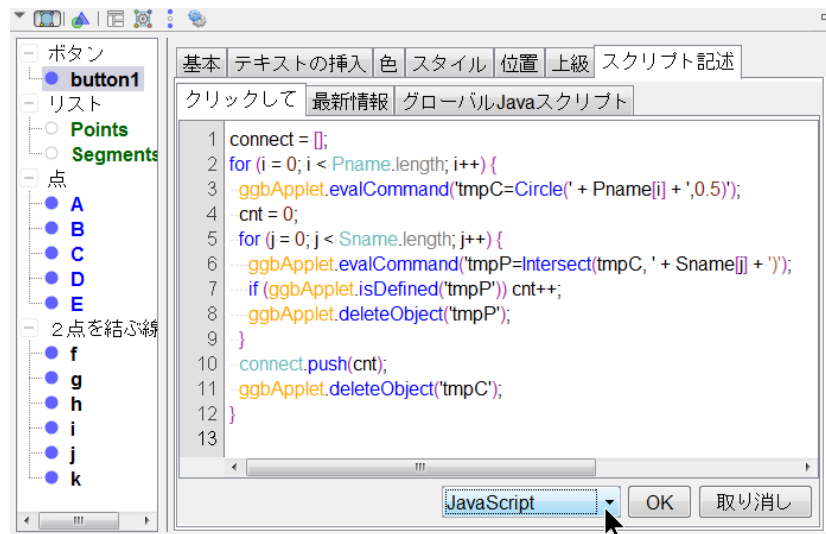 ボタン
button1
リスト
Points
Segments
点
A
B
C
D
E
２点を結ぶ線
f
g
h
i
j
k
基本 テキストの挿入 色 スタイル 位置 上級 スクリプト記述
クリックして 最新情報 グローバルJavaスクリプト
1 connect = [];
2 for (i = 0; i < Pname.length; i++) {
3 ggbApplet.evalCommand('tmpC=Circle(' + Pname[i] + ',0.5)');
4 cnt = 0;
5 for (j = 0; j < Sname.length; j++) {
6 ggbApplet.evalCommand('tmpP=Intersect(tmpC, ' + Sname[j] + ')');
7 if (ggbApplet.isDefined('tmpP')) cnt++;
8 ggbApplet.deleteObject('tmpP');
9 }
10 connect.push(cnt);
11 ggbApplet.deleteObject('tmpC');
12 }
13
JavaScript OK 取り消し